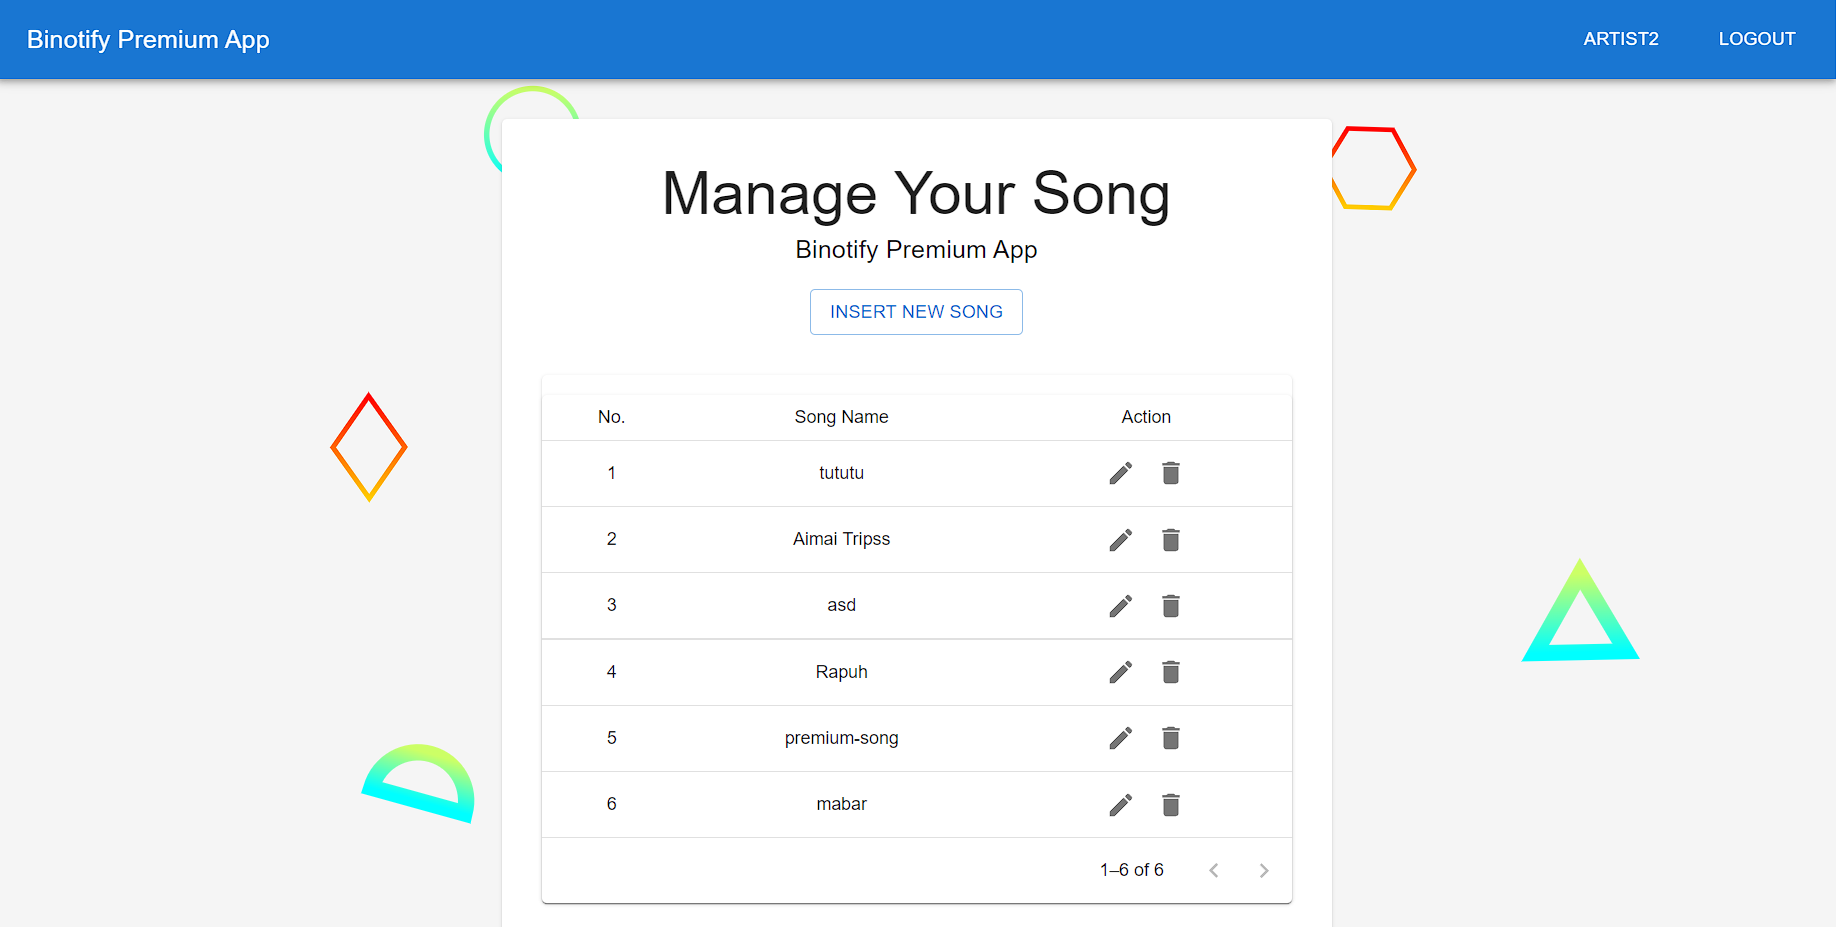 Binotify Premium App ARTIST2 LOGOUT
Manage Your Song
Binotify Premium App
INSERT NEW SONG
No. Song Name Action
1 tututu
2 Aimai Tripss
3 asd
4 Rapuh
5 premium-song
6 mabar
1–6 of 6